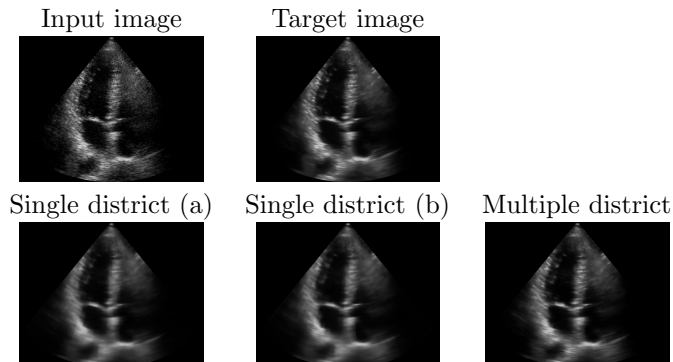 Input image
Target image
Single district (a)
Single district (b)
Multiple district